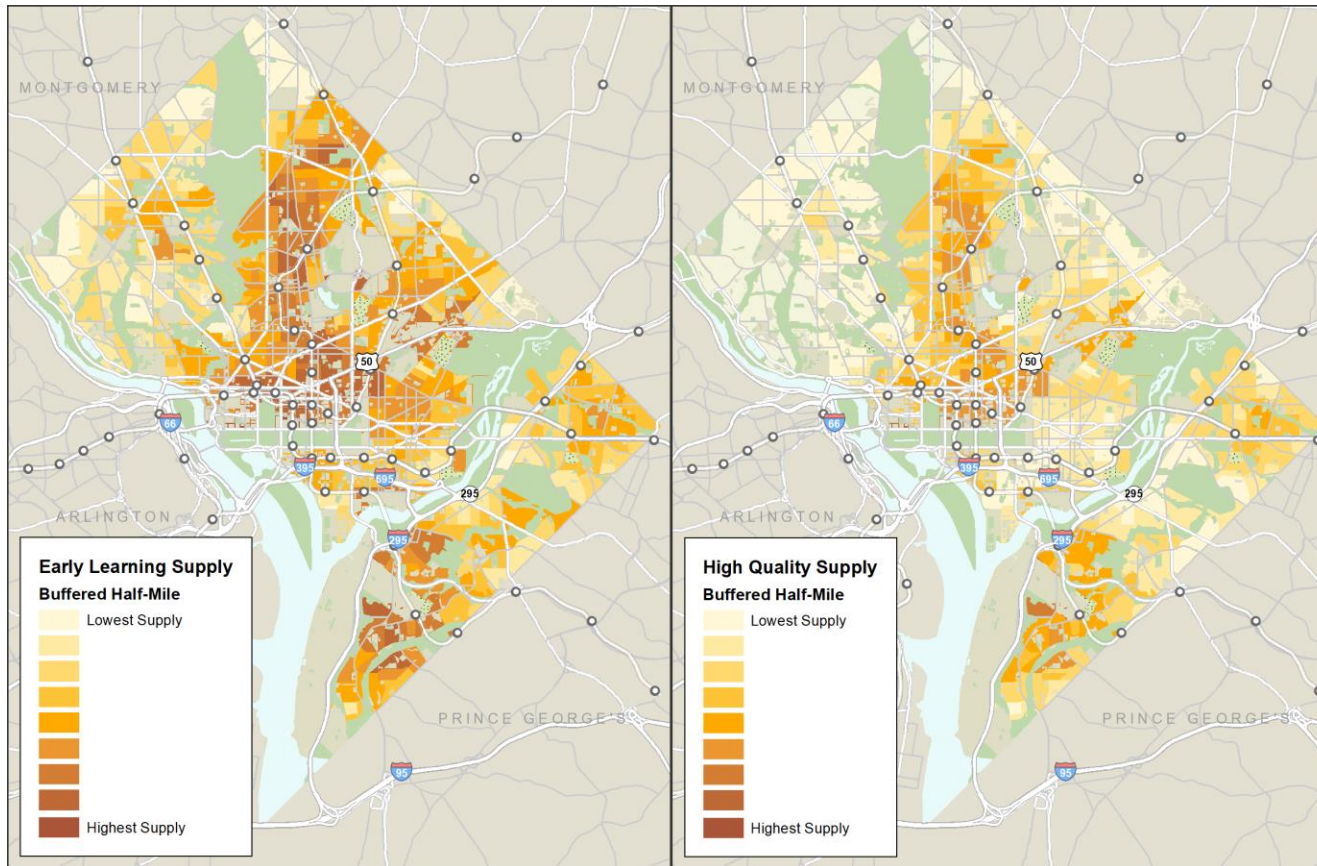 MONTGOMERY
50
66
395
695
295
ARLINGTON
295
PRINCE GEORGE'S
95
Early Learning Supply
Buffered Half-Mile
Lowest Supply
Highest Supply
MONTGOMERY
50
66
395
695
295
ARLINGTON
295
PRINCE GEORGE'S
95
High Quality Supply
Buffered Half-Mile
Lowest Supply
Highest Supply